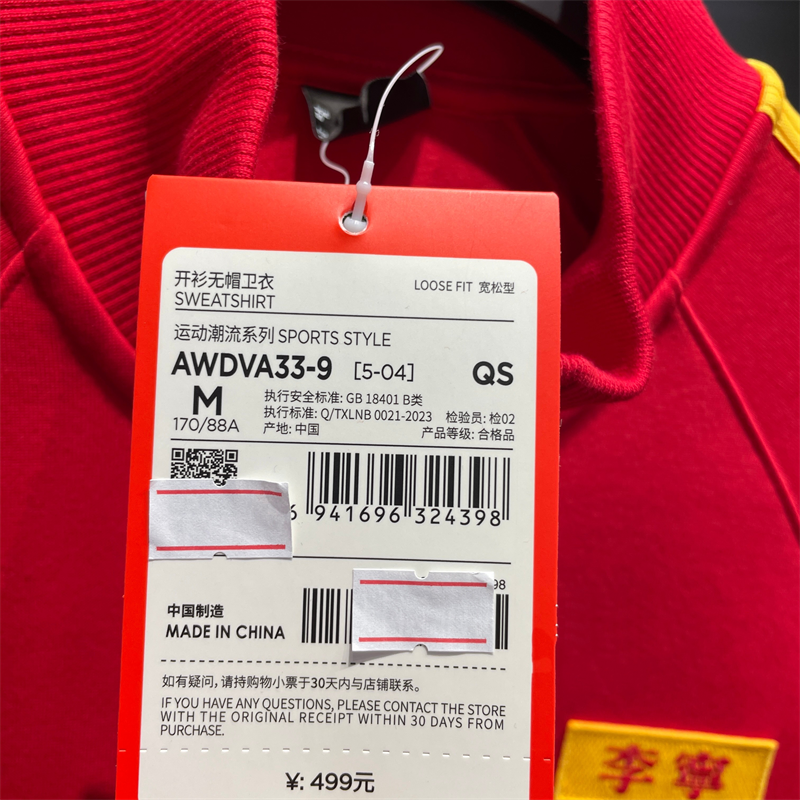 开衫无帽卫衣
SWEATSHIRT
LOOSE FIT 宽松型
运动潮流系列 SPORTS STYLE
AWDVA33-9 [5-04] QS
M
170/88A
执行安全标准: GB 18401 B类
执行标准: Q/TXLNB 0021-2023 检验员: 检02
产地: 中国 产品等级: 合格品
6 941696 324398
98
中国制造
MADE IN CHINA
如有疑问,请持购物小票于30天内与店铺联系。
IF YOU HAVE ANY QUESTIONS, PLEASE CONTACT THE STORE
WITH THE ORIGINAL RECEIPT WITHIN 30 DAYS FROM
PURCHASE.
¥: 499元
李寧